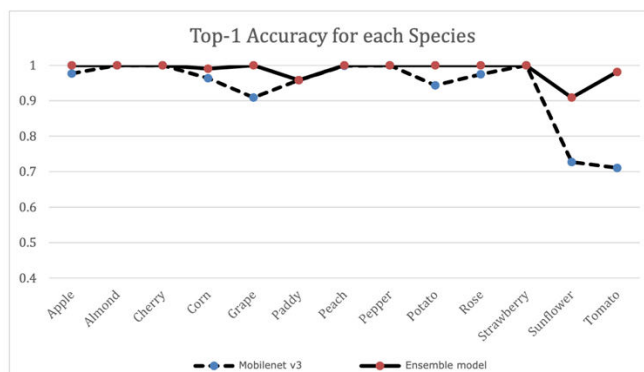 Top-1 Accuracy for each Species
1
0.9
0.8
0.7
0.6
0.5
0.4
Apple
Almond
Cherry
Corn
Grape
Paddy
Peach
Pepper
Potato
Rose
Strawberry
Sunflower
Tomato
Mobilenet v3 Ensemble model